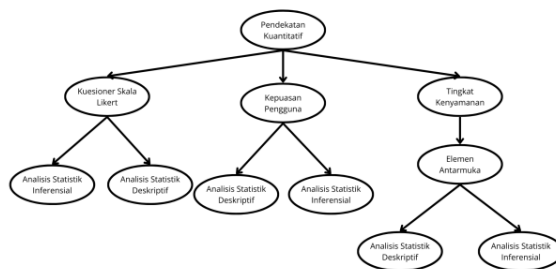 Pendekatan
Kuantitatif
Kuesioner Skala
Likert
Kepuasan
Pengguna
Tingkat
Kenyamanan
Analisis Statistik
Inferensial
Analisis Statistik
Deskriptif
Analisis Statistik
Deskriptif
Analisis Statistik
Inferensial
Elemen
Antarmuka
Analisis Statistik
Deskriptif
Analisis Statistik
Inferensial